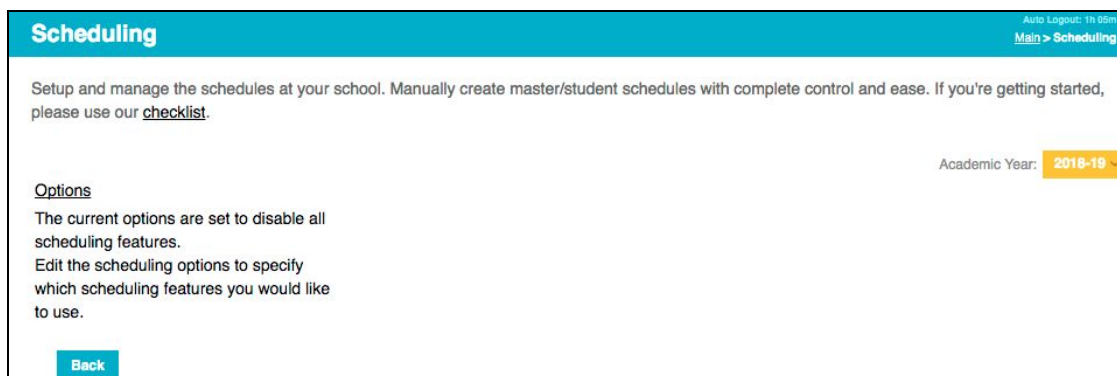 Scheduling
Auto Logout: 1h 05m
Main > Scheduling
Setup and manage the schedules at your school. Manually create master/student schedules with complete control and ease. If you're getting started,
please use our checklist.
Academic Year: 2018-19
Options
The current options are set to disable all
scheduling features.
Edit the scheduling options to specify
which scheduling features you would like
to use.
Back